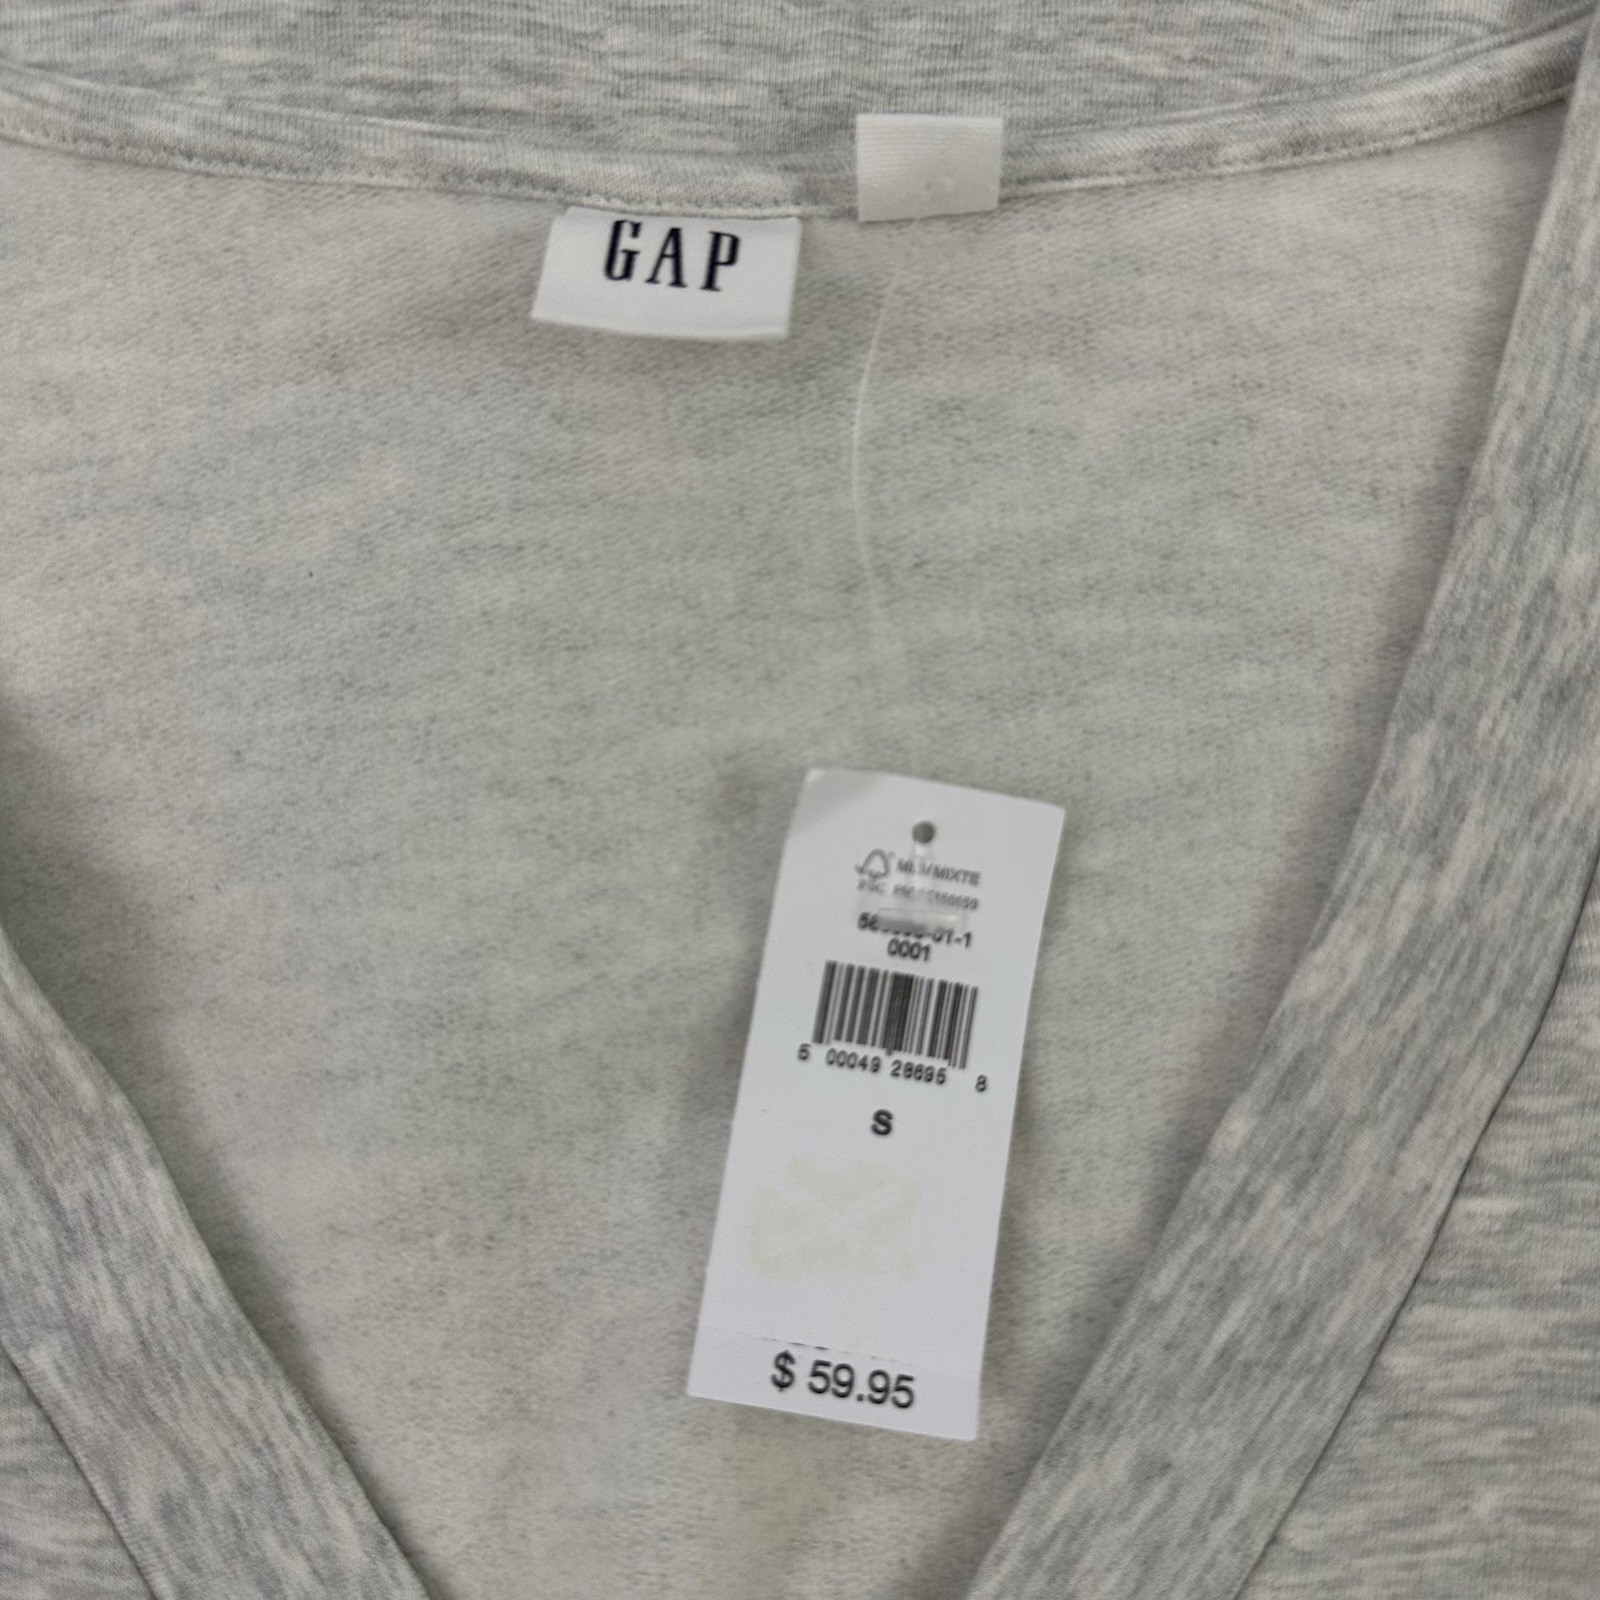 GAP
MIX/MIXTE
0001
5 00049 28695 8
S
$ 59.95